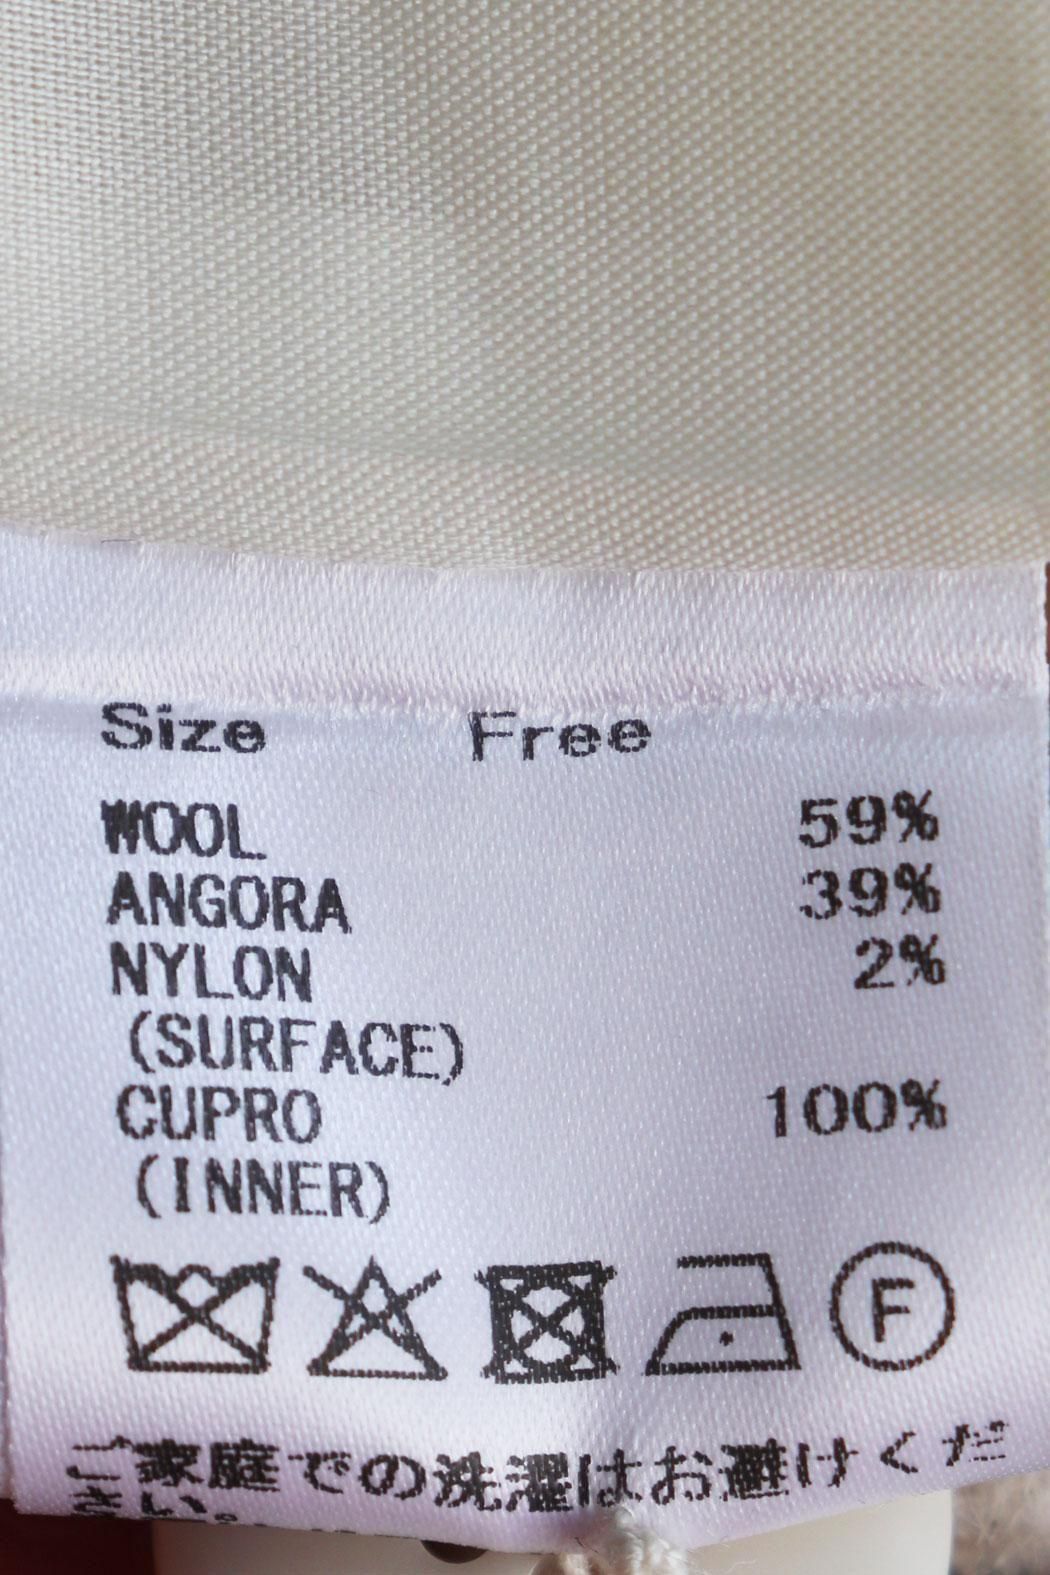 Size Free
WOOL 59%
ANGORA 39%
NYLON 2%
(SURFACE)
CUPRO 100%
(INNER)
F
ご家庭での洗濯はお避けくだ
さい。